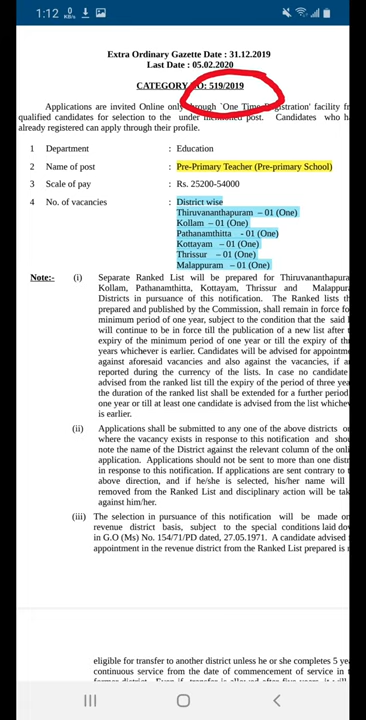 1:12
0
KB/s
Extra Ordinary Gazette Date : 31.12.2019
Last Date : 05.02.2020
CATEGORY NO: 519/2019
Applications are invited Online only through `One Time Registration' facility
qualified candidates for selection to the under mentioned post. Candidates who
already registered can apply through their profile.
1 Department : Education
2 Name of post : Pre-Primary Teacher (Pre-primary School)
3 Scale of pay : Rs. 25200-54000
4 No. of vacancies : District wise
Thiruvananthapuram – 01 (One)
Kollam – 01 (One)
Pathanamthitta - 01 (One)
Kottayam – 01 (One)
Thrissur – 01 (One)
Malappuram – 01 (One)
Note:- (i) Separate Ranked List will be prepared for Thiruvananthapura
Kollam, Pathanamthitta, Kottayam, Thrissur and Malappur
Districts in pursuance of this notification. The Ranked lists th
prepared and published by the Commission, shall remain in force fo
minimum period of one year, subject to the condition that the said
will continue to be in force till the publication of a new list after
expiry of the minimum period of one year or till the expiry of thr
years whichever is earlier. Candidates will be advised for appointme
against aforesaid vacancies and also against the vacancies, if a
reported during the currency of the lists. In case no candidate
advised from the ranked list till the expiry of the period of three yea
the duration of the ranked list shall be extended for a further period
one year or till at least one candidate is advised from the list whichev
is earlier.
(ii) Applications shall be submitted to any one of the above districts o
where the vacancy exists in response to this notification and shou
note the name of the District against the relevant column of the onli
application. Applications should not be sent to more than one distr
in response to this notification. If applications are sent contrary to
above direction, and if he/she is selected, his/her name will
removed from the Ranked List and disciplinary action will be tak
against him/her.
(iii) The selection in pursuance of this notification will be made on
revenue district basis, subject to the special conditions laid dow
in G.O (Ms) No. 154/71/PD dated, 27.05.1971. A candidate advised
appointment in the revenue district from the Ranked List prepared is
eligible for transfer to another district unless he or she completes 5 ye
continuous service from the date of commencement of service in